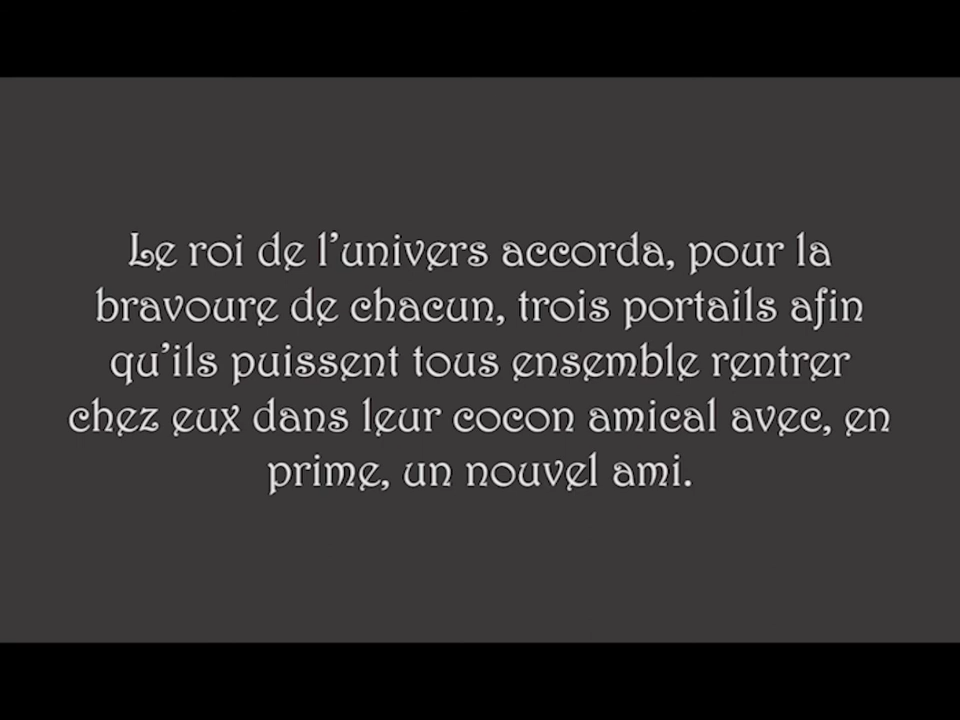 Le roi de l’univers accorda, pour la
bravoure de chacun, trois portails afin
qu’ils puissent tous ensemble rentrer
chez eux dans leur cocon amical avec, en
prime, un nouvel ami.